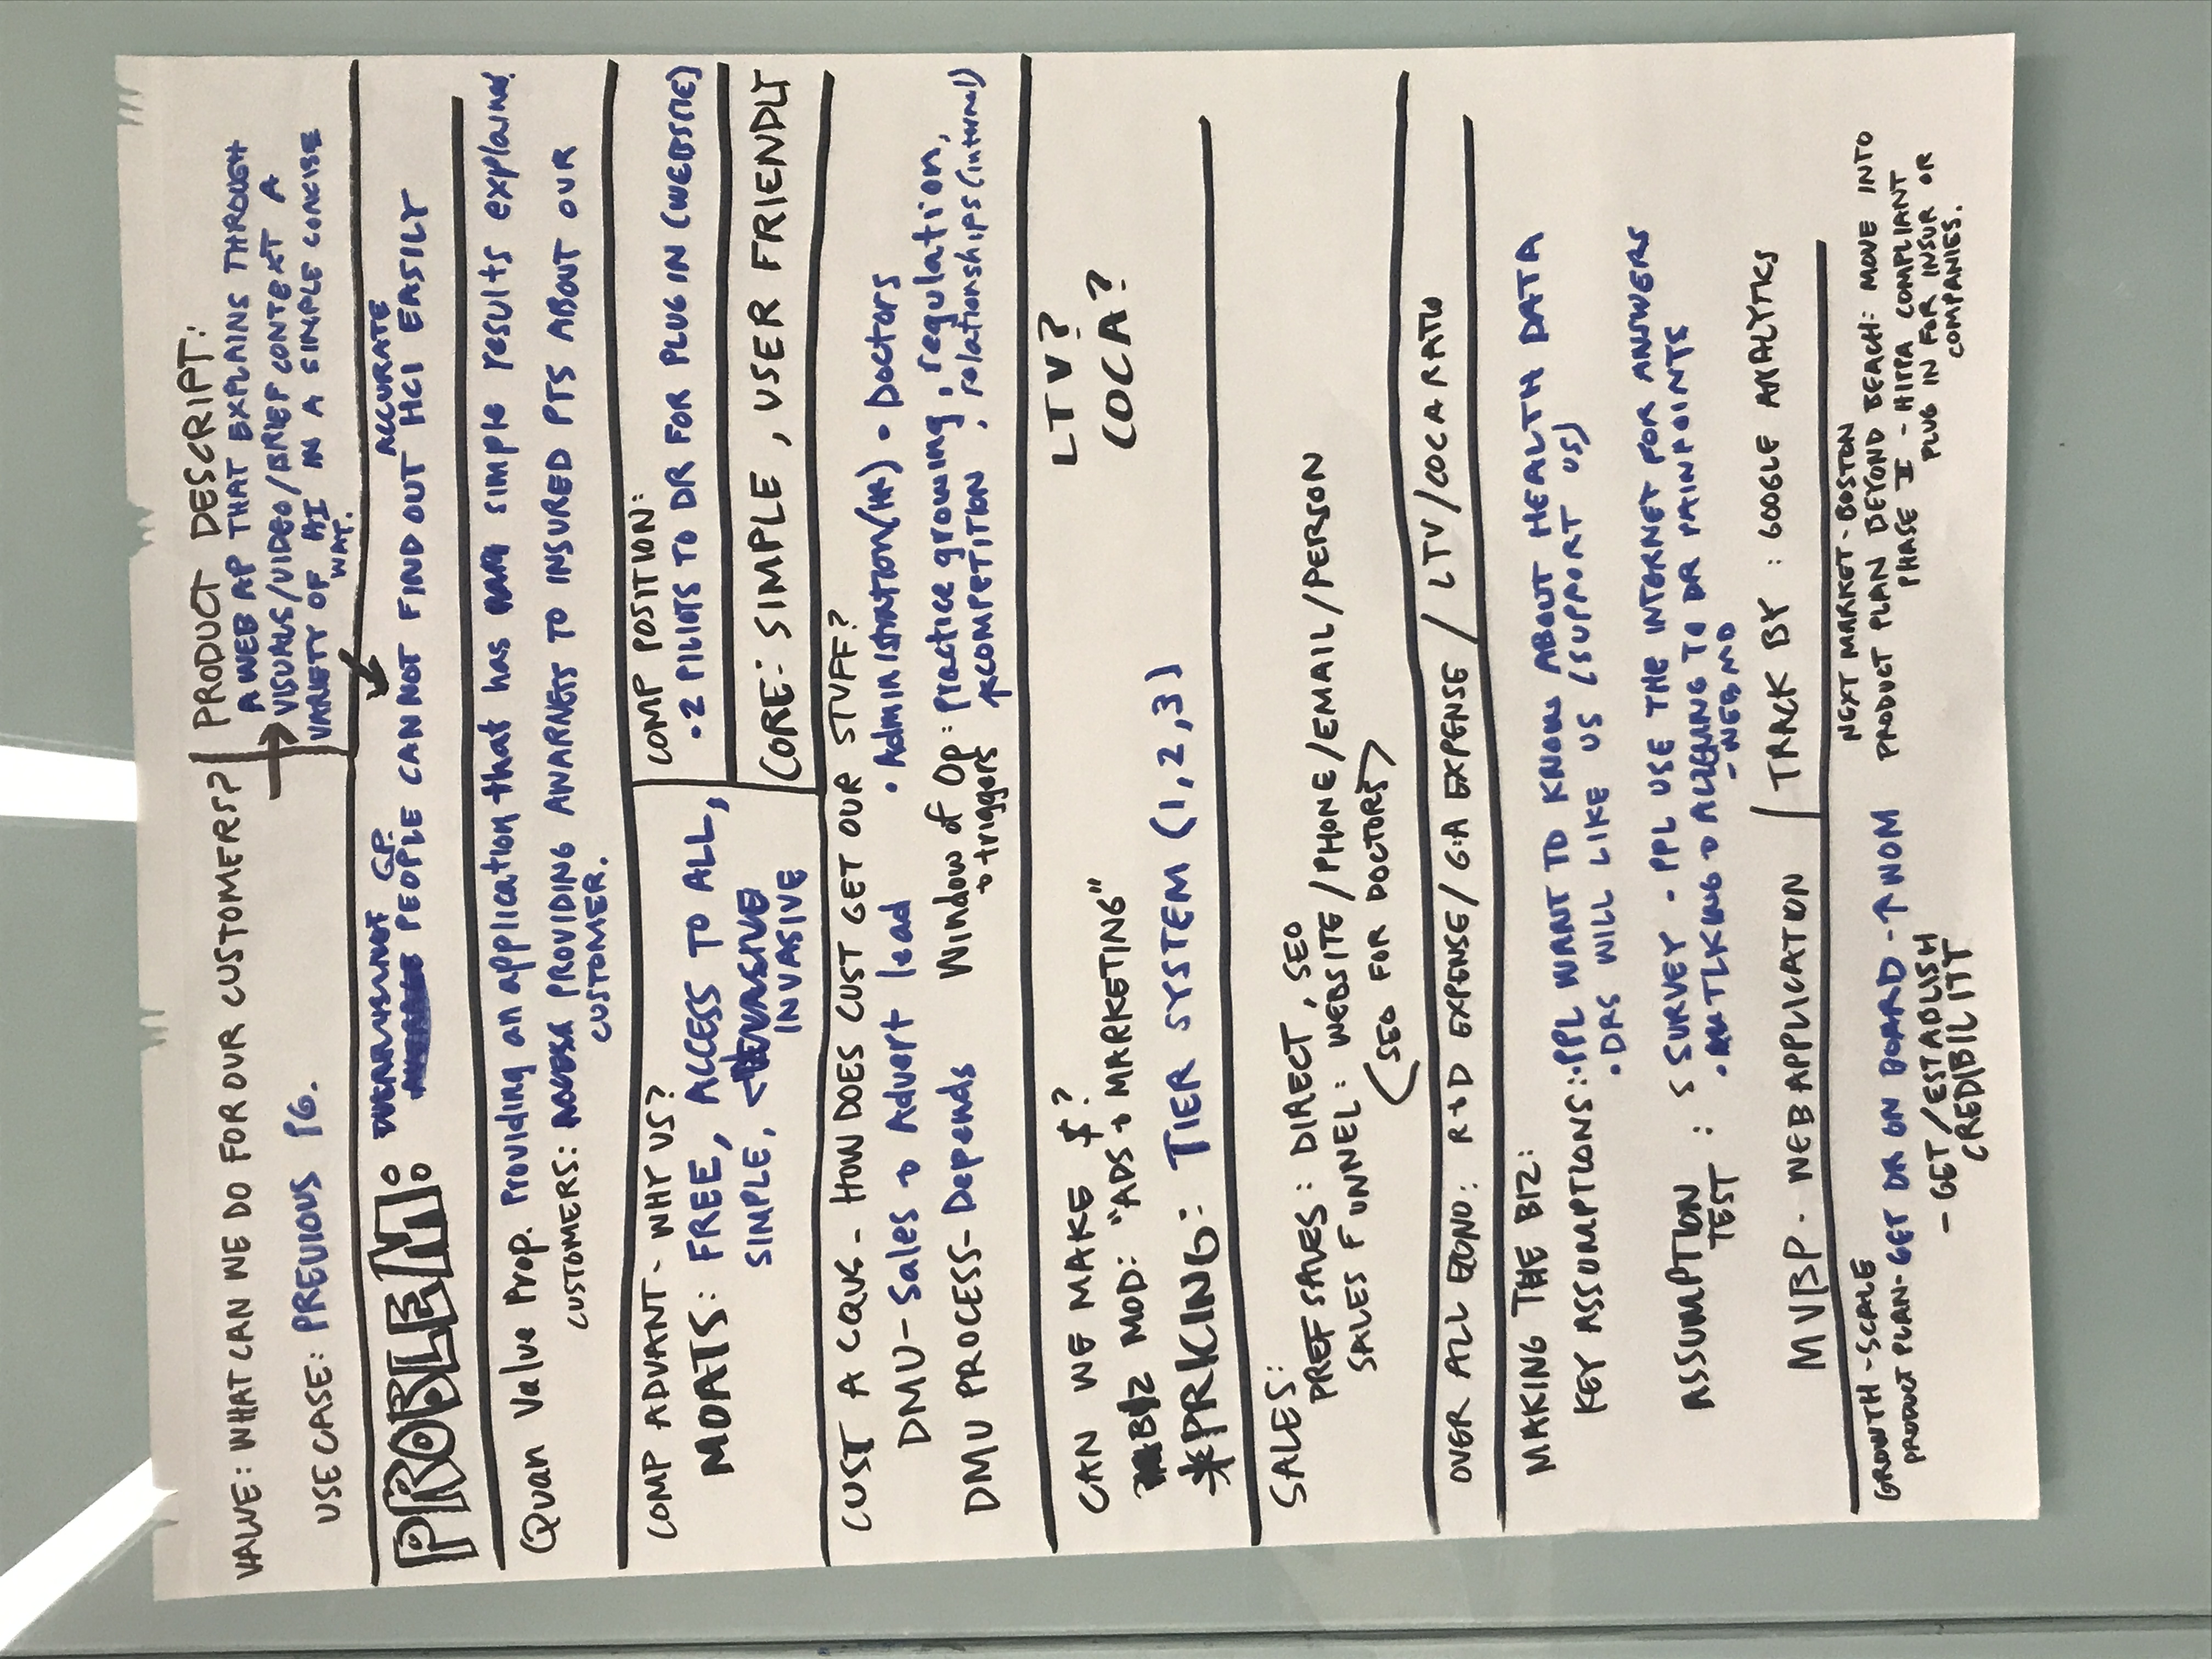 VALUE: WHAT CAN WE DO FOR OUR CUSTOMERS?
USE CASE: PREVIOUS PG.
PRODUCT DESCRIPT:
A WEB AP THAT EXPLAINS THROUGH
VISUALS/VIDEO/BRIEF CONTEXT A
VARIETY OF HI IN A SIMPLE CONCISE
WAY.
PROBLEM:
GP. ACCURATE
PEOPLE CANNOT FIND OUT HCI EASILY
Quan Value Prop. Providing an application that has simple results explained.
CUSTOMERS: PROVIDING AWARNESS TO INSURED PTS ABOUT OUR
CUSTOMER.
COMP ADVANT - WHY US?
MOATS: FREE, ACCESS TO ALL,
SIMPLE, <
INVASIVE
COMP POSITION:
• 2 PILIOTS TO DR FOR PLUG IN (WEBSITE)
CORE: SIMPLE, USER FRIENDLY
CUST ACQUS - HOW DOES CUST GET OUR STUFF?
DMU - Sales + Advert lead • Administration (HR) • Doctors
DMU PROCESS - Depends
Window of Op: practice growing, regulation,
+ triggers ↑COMPETITION, relationships (internal)
CAN WE MAKE $?
BIZ MOD: "ADS + MARKETING"
*PRICING: TIER SYSTEM (1,2,3)
LTV?
COCA?
SALES:
PREF SALES: DIRECT, SEO
SALES FUNNEL: WEBSITE/PHONE/EMAIL/PERSON
(SEO FOR DOCTORS)
OVER ALL ECONO: R+D EXPENSE/ G:A EXPENSE / LTV/COCA RATIO
MAKING THE BIZ:
KEY ASSUMPTIONS: • PPL WANT TO KNOW ABOUT HEALTH DATA
• DRS WILL LIKE US (SUPPORT US)
ASSUMPTION : SURVEY - PPL USE THE INTERNET FOR ANSWERS
TEST • TLKING + ALIGNING TO DR PAINPOINTS
- WEB MD
MVBP - WEB APPLICATION
TRACK BY: GOOGLE ANALYTICS
GROWTH - SCALE
PRODUCT PLAN - GET DR ON BOARD - ↑ WOM
- GET/ESTABLISH
CREDIBILITY
NEXT MARKET - BOSTON
PRODUCT PLAN BEYOND BEACH: MOVE INTO
PHASE II - HIPPA COMPLIANT
PLUG IN FOR INSUR OR
COMPANIES.